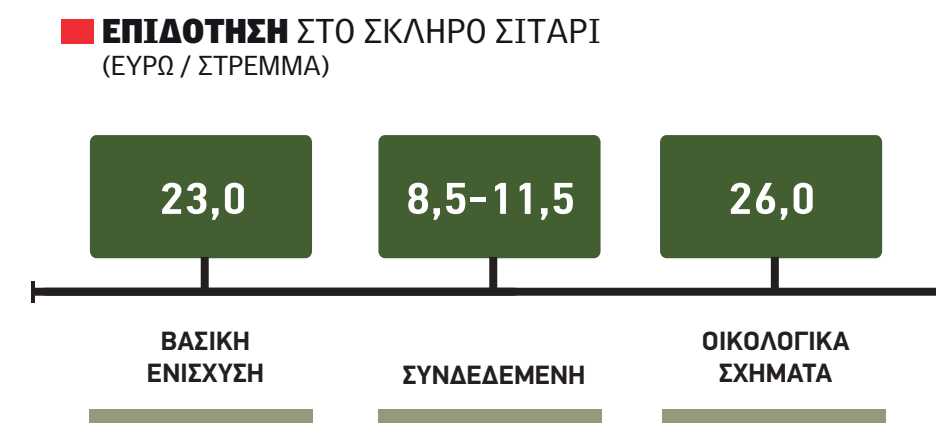 ΕΠΙΔΟΤΗΣΗ ΣΤΟ ΣΚΛΗΡΟ ΣΙΤΑΡΙ
(ΕΥΡΩ / ΣΤΡΕΜΜΑ)
23,0
8,5-11,5
26,0
ΒΑΣΙΚΗ
ΕΝΙΣΧΥΣΗ
ΣΥΝΔΕΔΕΜΕΝΗ
ΟΙΚΟΛΟΓΙΚΑ
ΣΧΗΜΑΤΑ